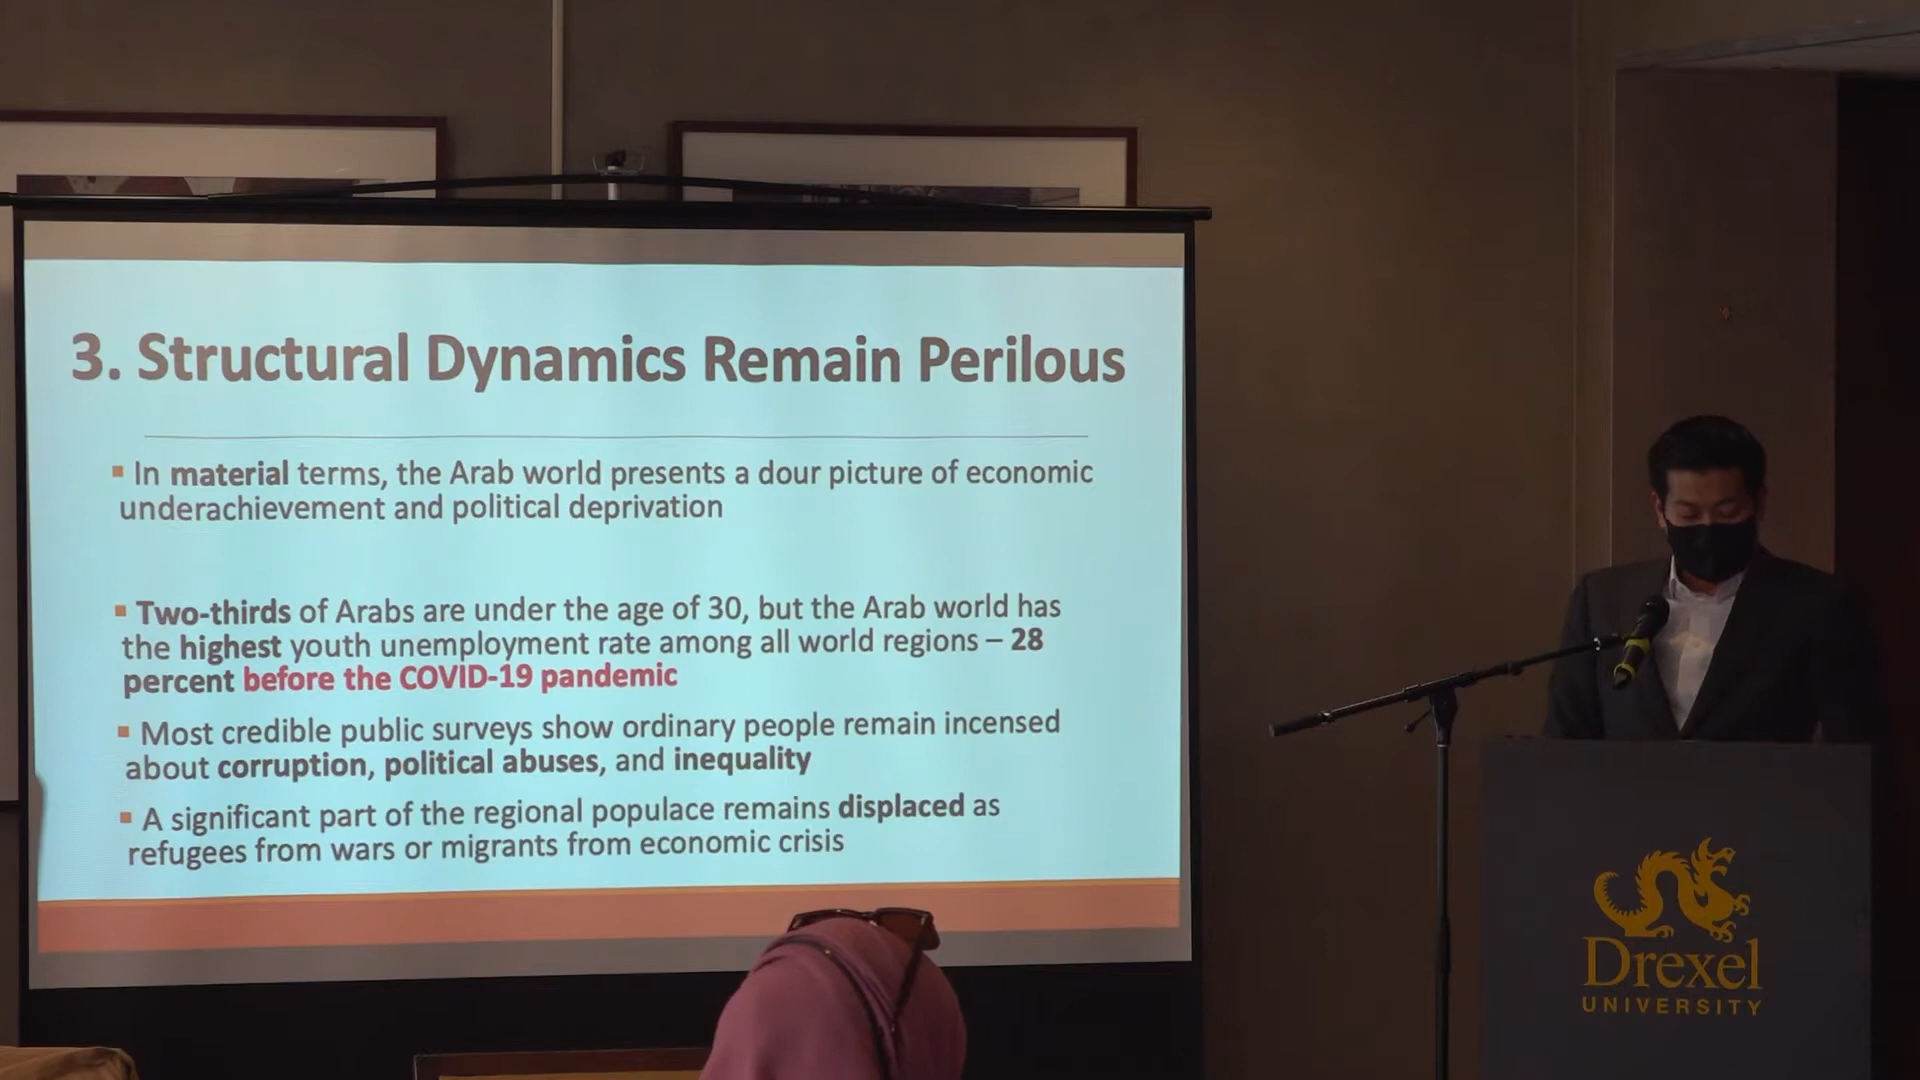 3. Structural Dynamics Remain Perilous
▪ In material terms, the Arab world presents a dour picture of economic
underachievement and political deprivation
▪ Two-thirds of Arabs are under the age of 30, but the Arab world has
the highest youth unemployment rate among all world regions – 28
percent before the COVID-19 pandemic
▪ Most credible public surveys show ordinary people remain incensed
about corruption, political abuses, and inequality
▪ A significant part of the regional populace remains displaced as
refugees from wars or migrants from economic crisis
Drexel
UNIVERSITY